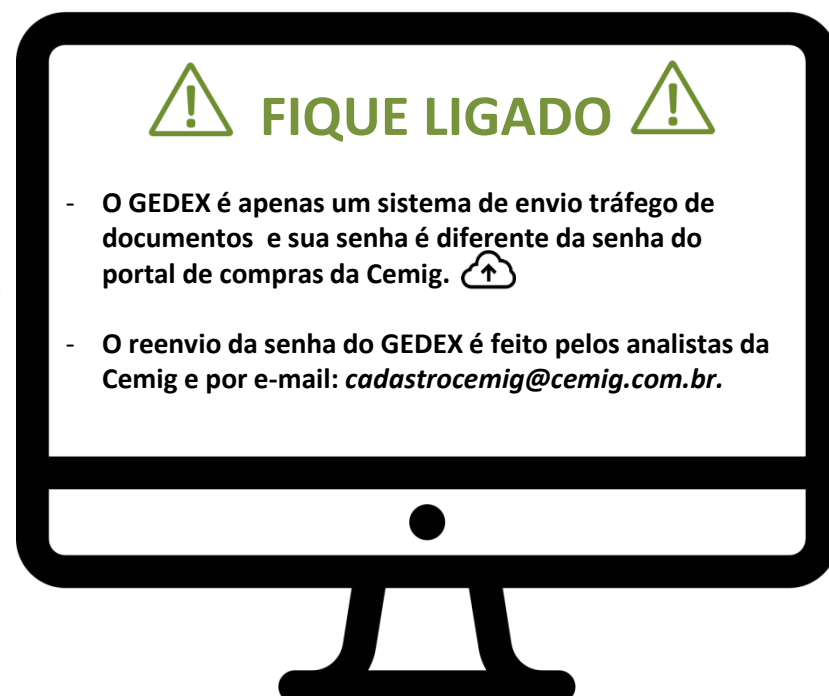 FIQUE LIGADO
- O GEDEX é apenas um sistema de envio tráfego de
documentos e sua senha é diferente da senha do
portal de compras da Cemig.
- O reenvio da senha do GEDEX é feito pelos analistas da
Cemig e por e-mail: cadastrocemig@cemig.com.br.